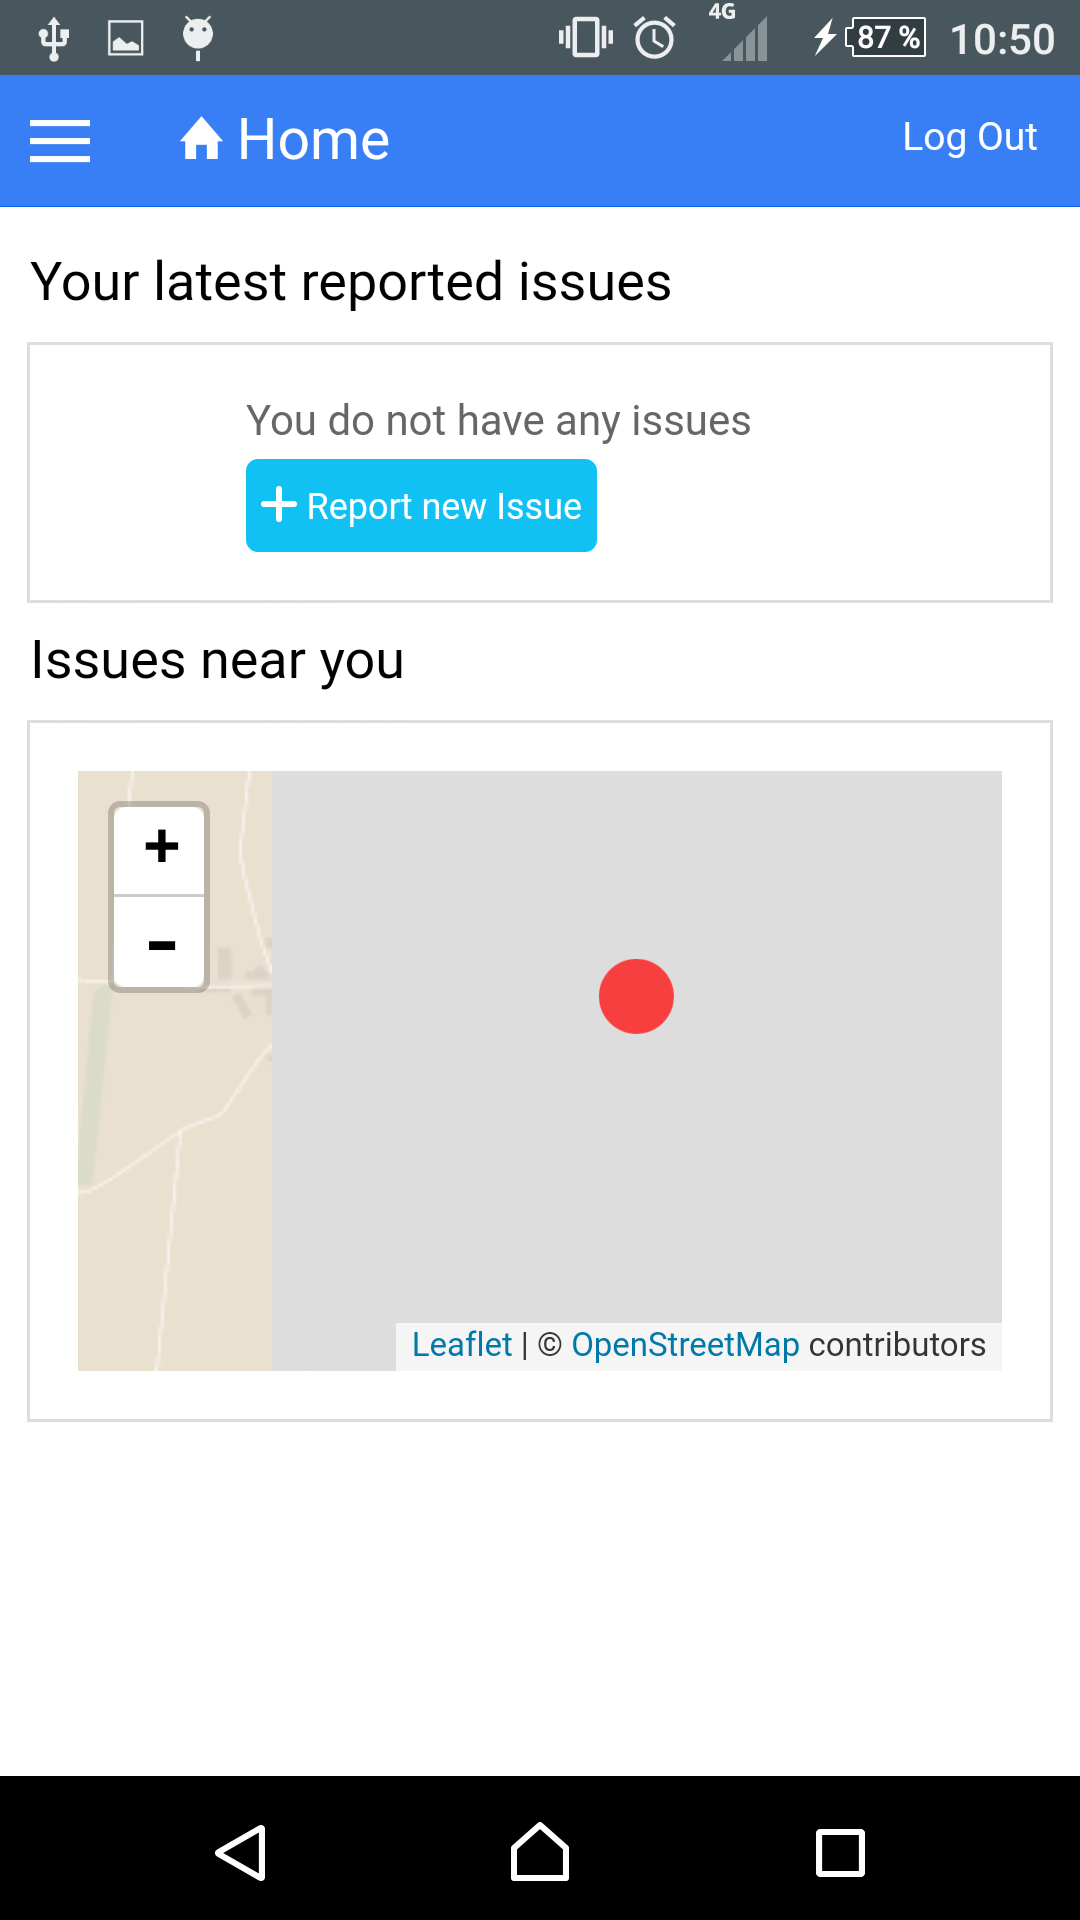 4G
87 %
10:50
Home
Log Out
Your latest reported issues
You do not have any issues
+ Report new Issue
Issues near you
+
-
Leaflet | © OpenStreetMap contributors